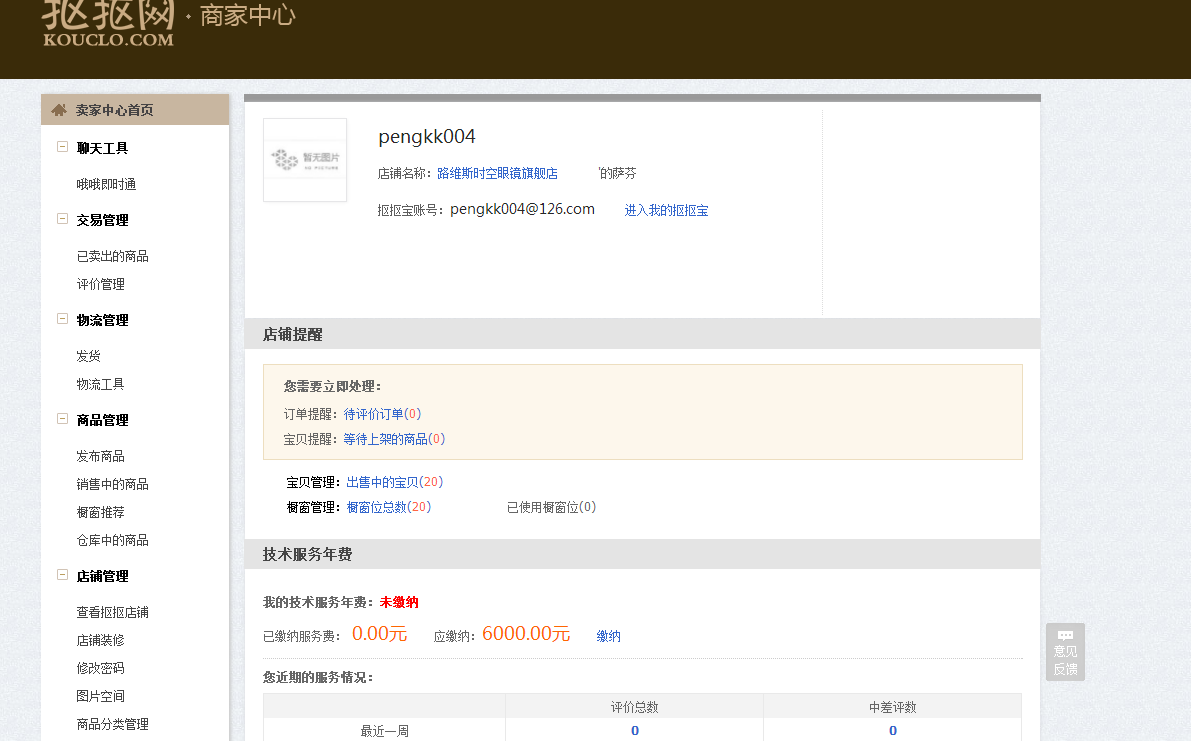 抠抠网 · 商家中心
KOUCLO.COM
卖家中心首页
聊天工具
哦哦即时通
交易管理
已卖出的商品
评价管理
物流管理
发货
物流工具
商品管理
发布商品
销售中的商品
橱窗推荐
仓库中的商品
店铺管理
查看抠抠店铺
店铺装修
修改密码
图片空间
商品分类管理
暂无图片
NO PICTURE
pengkk004
店铺名称：路维斯时空眼镜旗舰店 '的萨芬
抠抠宝账号：pengkk004@126.com 进入我的抠抠宝
店铺提醒
您需要立即处理：
订单提醒：待评价订单(0)
宝贝提醒：等待上架的商品(0)
宝贝管理：出售中的宝贝(20)
橱窗管理：橱窗位总数(20) 已使用橱窗位(0)
技术服务年费
我的技术服务年费：未缴纳
已缴纳服务费： 0.00元 应缴纳：6000.00元 缴纳
您近期的服务情况：
评价总数 中差评数
最近一周 0 0
意见
反馈